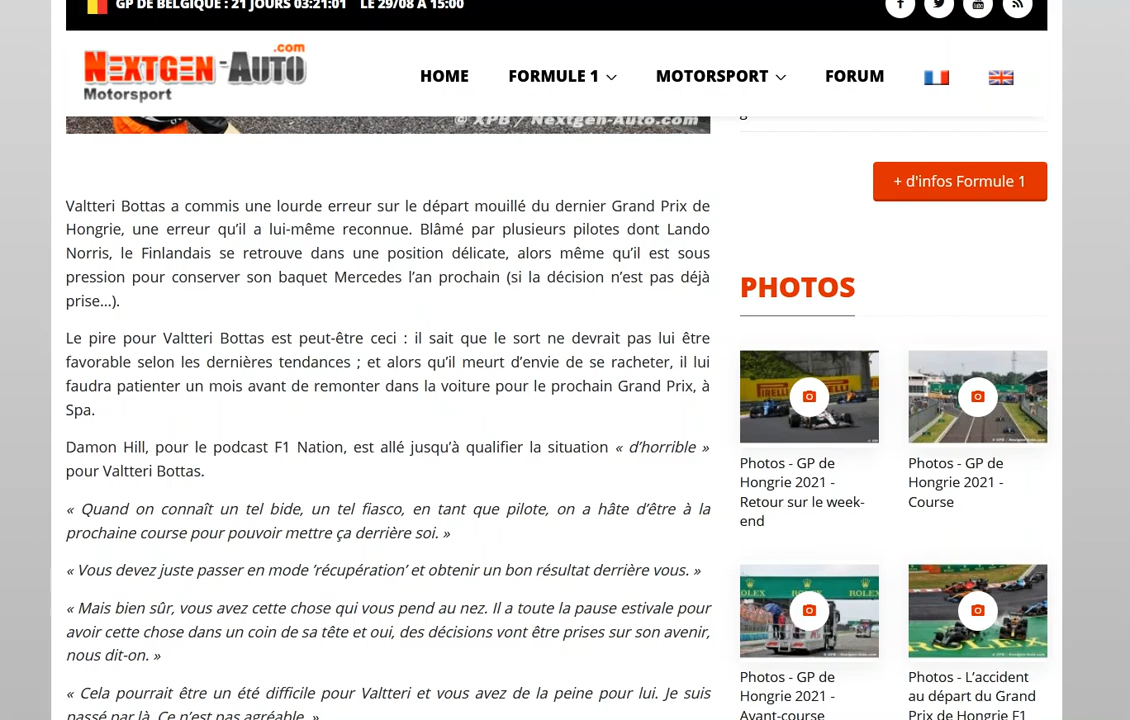 GP DE BELGIQUE : 21 JOURS 03:21:01 LE 29/08 À 15:00
NEXTGEN-AUTO
.com
Motorsport
HOME FORMULE 1 MOTORSPORT FORUM
© XPB / Nextgen-Auto.com
+ d'infos Formule 1
Valtteri Bottas a commis une lourde erreur sur le départ mouillé du dernier Grand Prix de
Hongrie, une erreur qu’il a lui-même reconnue. Blâmé par plusieurs pilotes dont Lando
Norris, le Finlandais se retrouve dans une position délicate, alors même qu’il est sous
pression pour conserver son baquet Mercedes l’an prochain (si la décision n’est pas déjà
prise...).
Le pire pour Valtteri Bottas est peut-être ceci : il sait que le sort ne devrait pas lui être
favorable selon les dernières tendances ; et alors qu’il meurt d’envie de se racheter, il lui
faudra patienter un mois avant de remonter dans la voiture pour le prochain Grand Prix, à
Spa.
Damon Hill, pour le podcast F1 Nation, est allé jusqu’à qualifier la situation « d’horrible »
pour Valtteri Bottas.
« Quand on connaît un tel bide, un tel fiasco, en tant que pilote, on a hâte d’être à la
prochaine course pour pouvoir mettre ça derrière soi. »
« Vous devez juste passer en mode ’récupération’ et obtenir un bon résultat derrière vous. »
« Mais bien sûr, vous avez cette chose qui vous pend au nez. Il a toute la pause estivale pour
avoir cette chose dans un coin de sa tête et oui, des décisions vont être prises sur son avenir,
nous dit-on. »
« Cela pourrait être un été difficile pour Valtteri et vous avez de la peine pour lui. Je suis
passé par là. Ce n’est pas agréable. »
PHOTOS
Photos - GP de
Hongrie 2021 -
Retour sur le week-
end
Photos - GP de
Hongrie 2021 -
Course
Photos - GP de
Hongrie 2021 -
Avant-course
Photos - L’accident
au départ du Grand
Prix de Hongrie F1